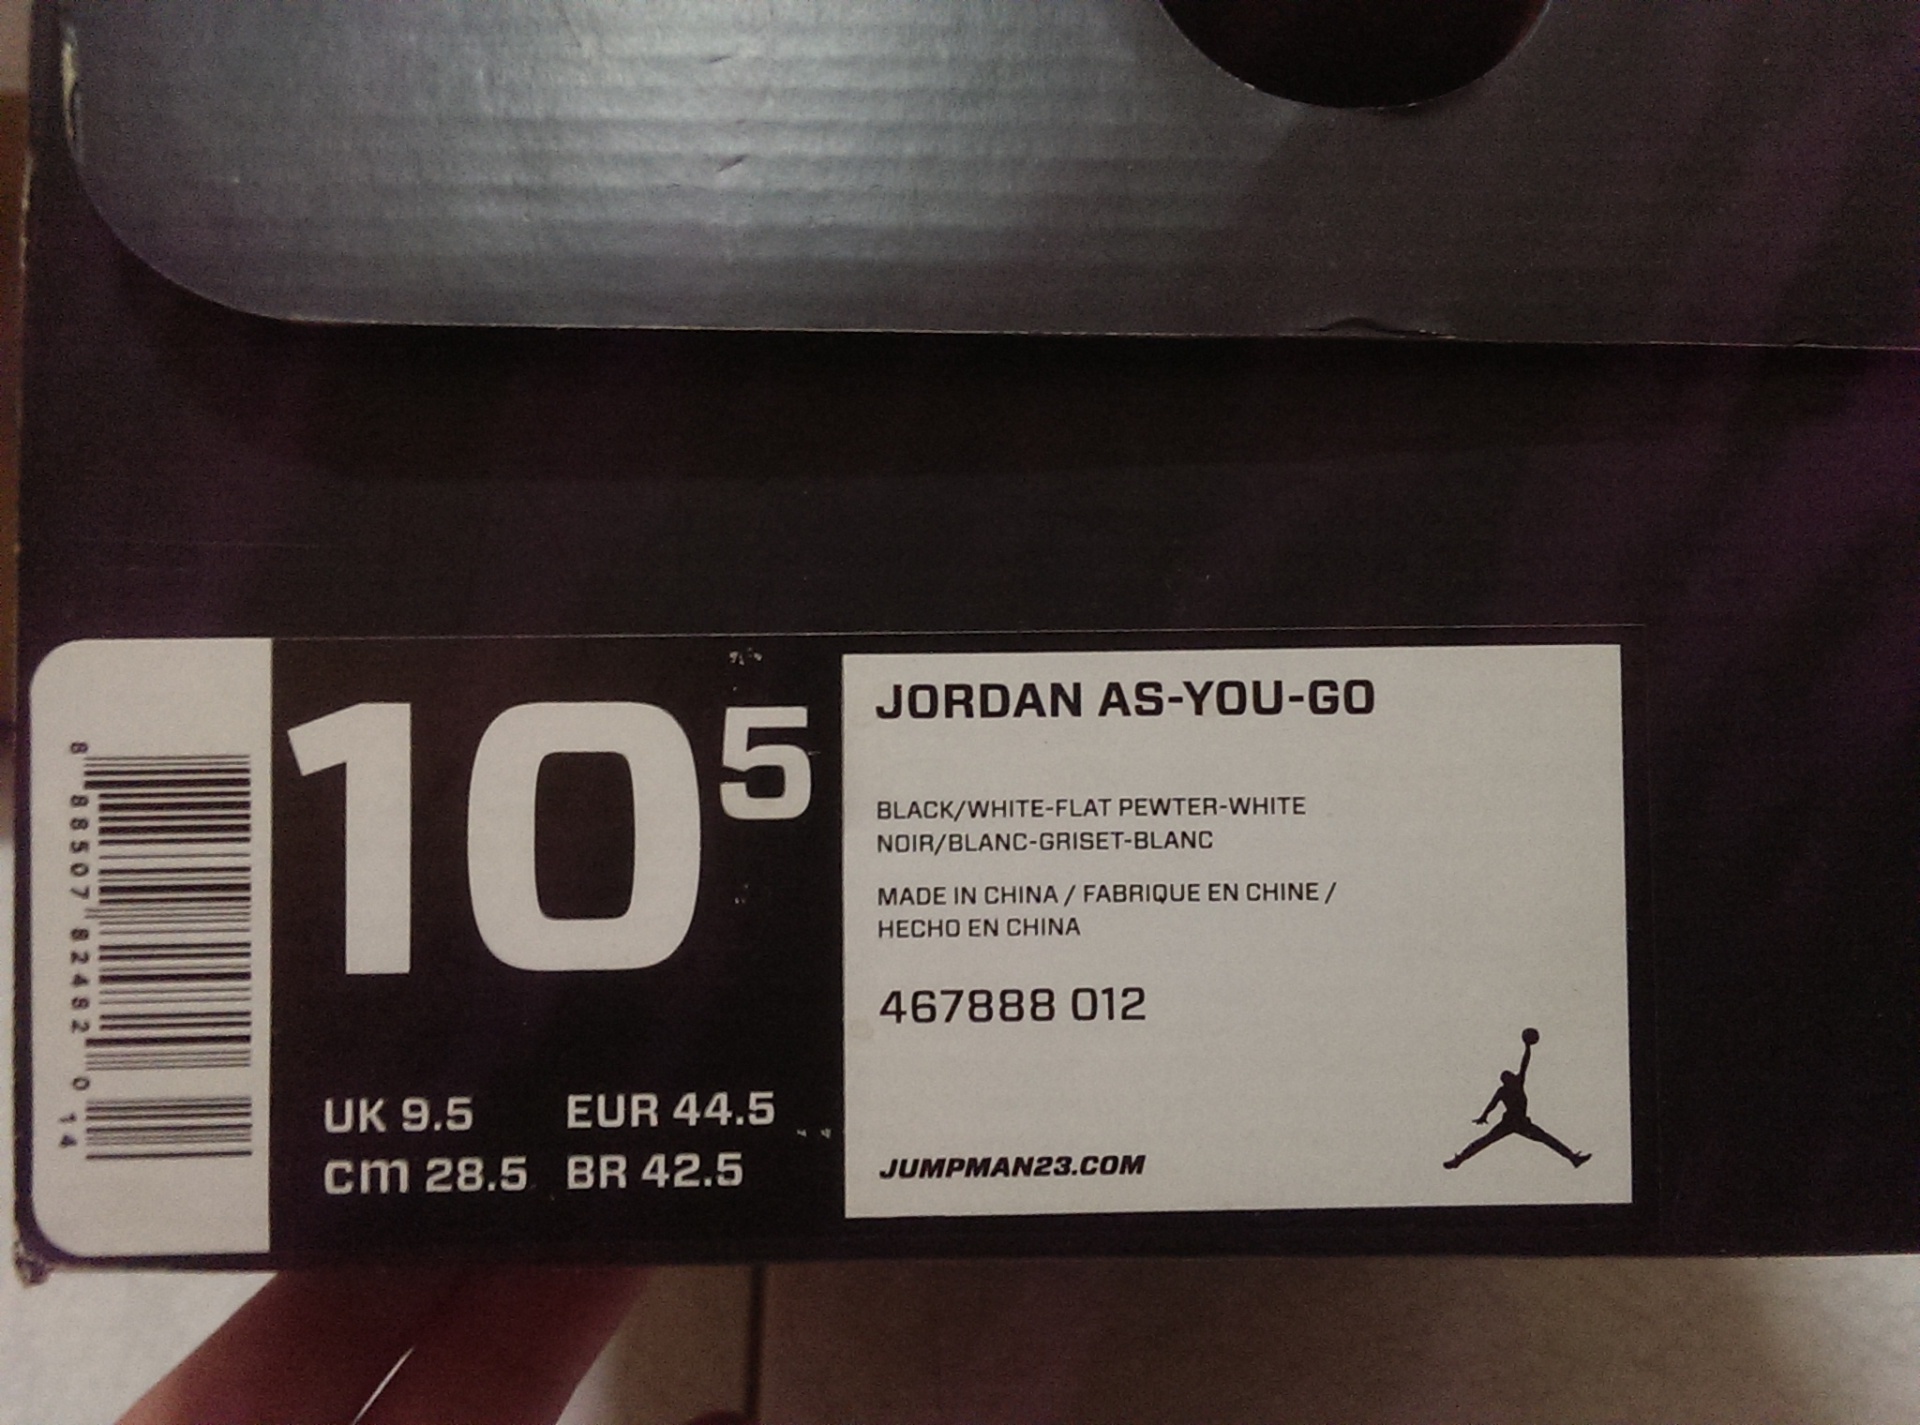 8 88507 82482 0 14
10 5
UK 9.5 EUR 44.5
cm 28.5 BR 42.5
JORDAN AS-YOU-GO
BLACK/WHITE-FLAT PEWTER-WHITE
NOIR/BLANC-GRISET-BLANC
MADE IN CHINA / FABRIQUE EN CHINE /
HECHO EN CHINA
467888 012
JUMPMAN23.COM